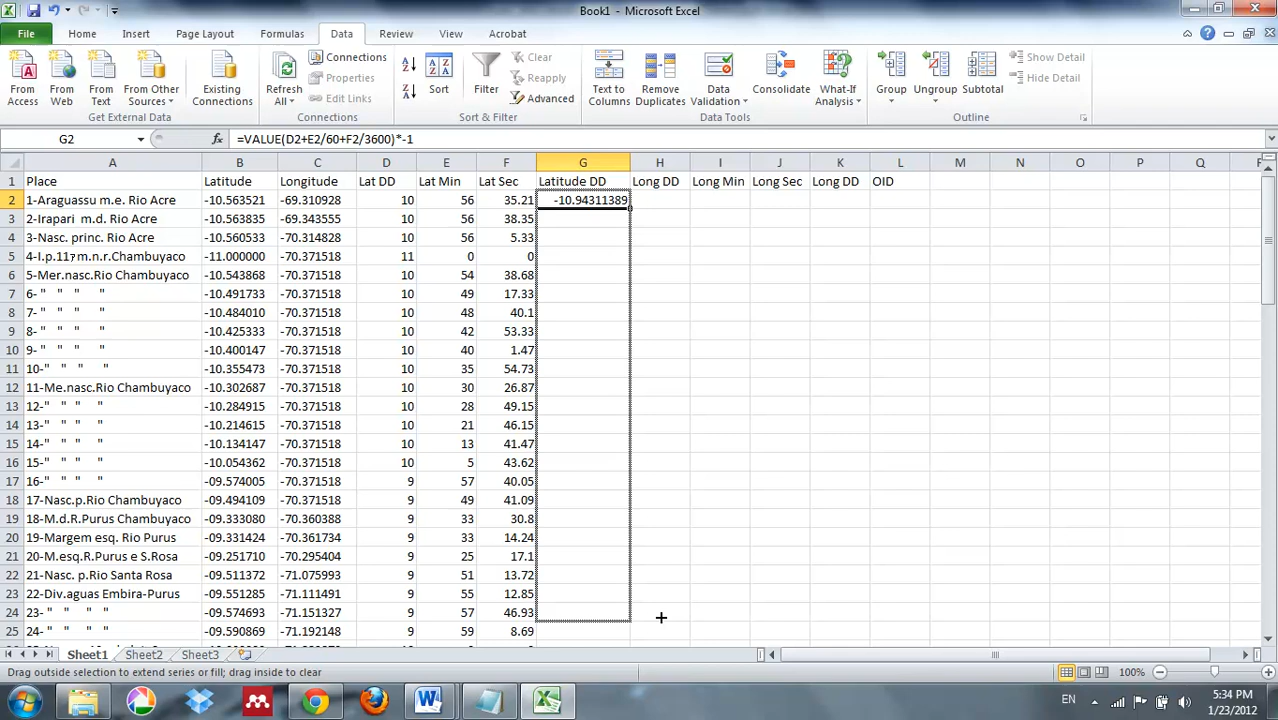 Book1 - Microsoft Excel
File Home Insert Page Layout Formulas Data Review View Acrobat
From Access
From Web
From Text
From Other Sources
Existing Connections
Refresh All
Connections
Properties
Edit Links
Sort
Filter
Clear
Reapply
Advanced
Text to Columns
Remove Duplicates
Data Validation
Consolidate
What-If Analysis
Group
Ungroup
Subtotal
Show Detail
Hide Detail
Get External Data Connections Sort & Filter Data Tools Outline
G2 fx =VALUE(D2+E2/60+F2/3600)*-1
A B C D E F G H I J K L M N O P Q
1 Place Latitude Longitude Lat DD Lat Min Lat Sec Latitude DD Long DD Long Min Long Sec Long DD OID
2 1-Araguassu m.e. Rio Acre -10.563521 -69.310928 10 56 35.21 -10.94311389
3 2-Irapari m.d. Rio Acre -10.563835 -69.343555 10 56 38.35
4 3-Nasc. princ. Rio Acre -10.560533 -70.314828 10 56 5.33
5 4-I.p.11º m.n.r.Chambuyaco -11.000000 -70.371518 11 0 0
6 5-Mer.nasc.Rio Chambuyaco -10.543868 -70.371518 10 54 38.68
7 6- " " " " -10.491733 -70.371518 10 49 17.33
8 7- " " " " -10.484010 -70.371518 10 48 40.1
9 8- " " " " -10.425333 -70.371518 10 42 53.33
10 9- " " " " -10.400147 -70.371518 10 40 1.47
11 10-" " " " -10.355473 -70.371518 10 35 54.73
12 11-Me.nasc.Rio Chambuyaco -10.302687 -70.371518 10 30 26.87
13 12-" " " " -10.284915 -70.371518 10 28 49.15
14 13-" " " " -10.214615 -70.371518 10 21 46.15
15 14-" " " " -10.134147 -70.371518 10 13 41.47
16 15-" " " " -10.054362 -70.371518 10 5 43.62
17 16-" " " " -09.574005 -70.371518 9 57 40.05
18 17-Nasc.p.Rio Chambuyaco -09.494109 -70.371518 9 49 41.09
19 18-M.d.R.Purus Chambuyaco -09.333080 -70.360388 9 33 30.8
20 19-Margem esq. Rio Purus -09.331424 -70.361734 9 33 14.24
21 20-M.esq.R.Purus e S.Rosa -09.251710 -70.295404 9 25 17.1
22 21-Nasc. p.Rio Santa Rosa -09.511372 -71.075993 9 51 13.72
23 22-Div.aguas Embira-Purus -09.551285 -71.111491 9 55 12.85
24 23- " " " " -09.574693 -71.151327 9 57 46.93
25 24- " " " " -09.590869 -71.192148 9 59 8.69
Sheet1 Sheet2 Sheet3
Drag outside selection to extend series or fill; drag inside to clear 100%
EN 5:34 PM
1/23/2012